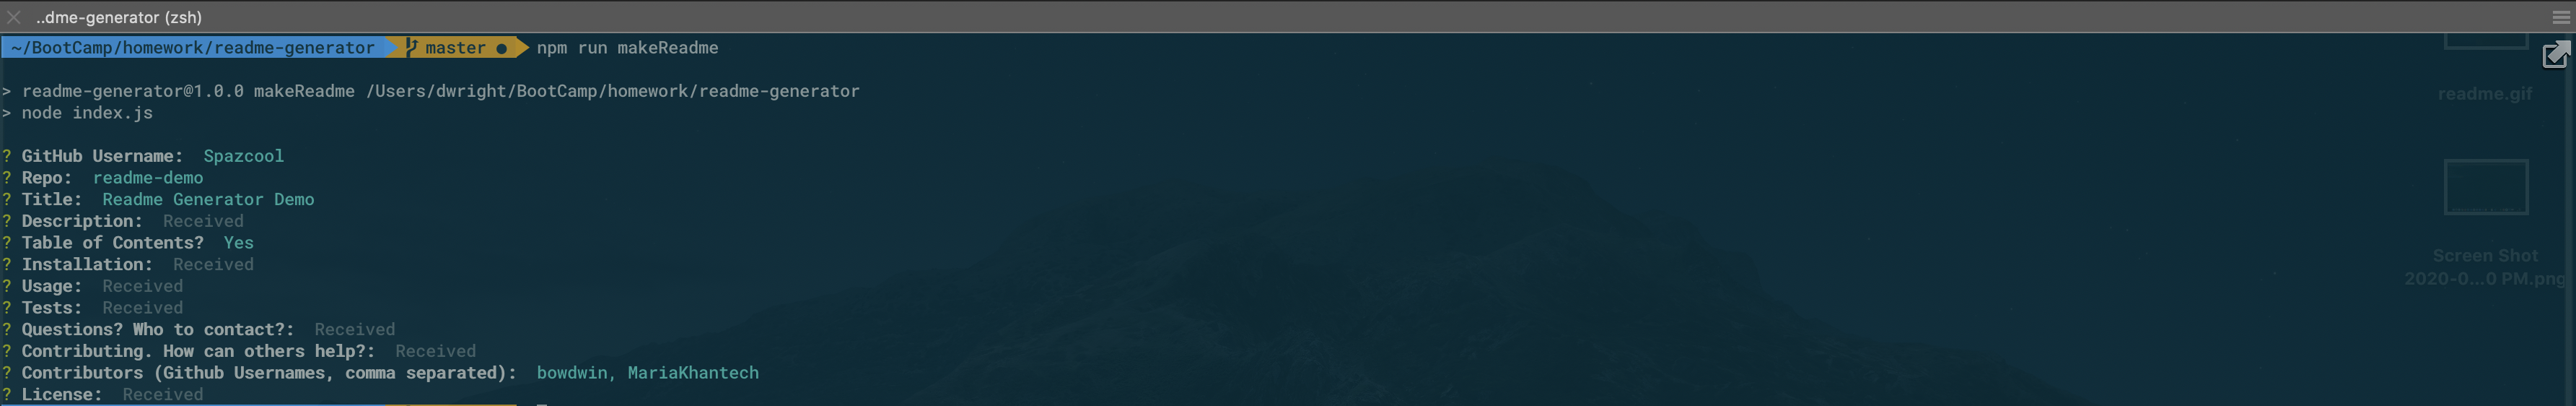 ..dme-generator (zsh)
~/BootCamp/homework/readme-generator master ● npm run makeReadme
> readme-generator@1.0.0 makeReadme /Users/dwright/BootCamp/homework/readme-generator
> node index.js
? GitHub Username: Spazcool
? Repo: readme-demo
? Title: Readme Generator Demo
? Description: Received
? Table of Contents? Yes
? Installation: Received
? Usage: Received
? Tests: Received
? Questions? Who to contact?: Received
? Contributing. How can others help?: Received
? Contributors (Github Usernames, comma separated): bowdwin, MariaKhantech
? License: Received
readme.gif
Screen Shot
2020-0...0 PM.png